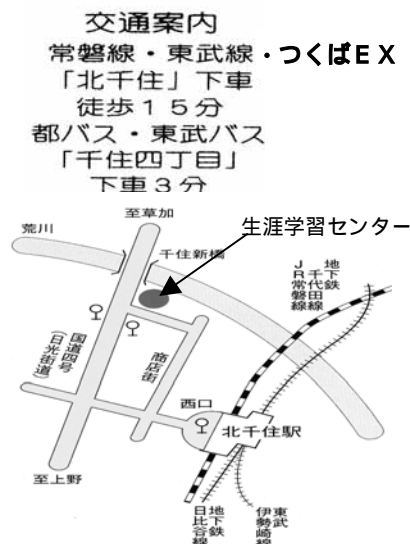 交通案内
常磐線・東武線・つくばＥＸ
「北千住」下車
徒歩１５分
都バス・東武バス
「千住四丁目」
下車３分
至草加
荒川
生涯学習センター
千住新橋
地下鉄
千代田線
ＪＲ常磐線
国道四号
(日光街道)
商店街
西口
北千住駅
至上野
地下鉄
日比谷線
東武
伊勢崎線